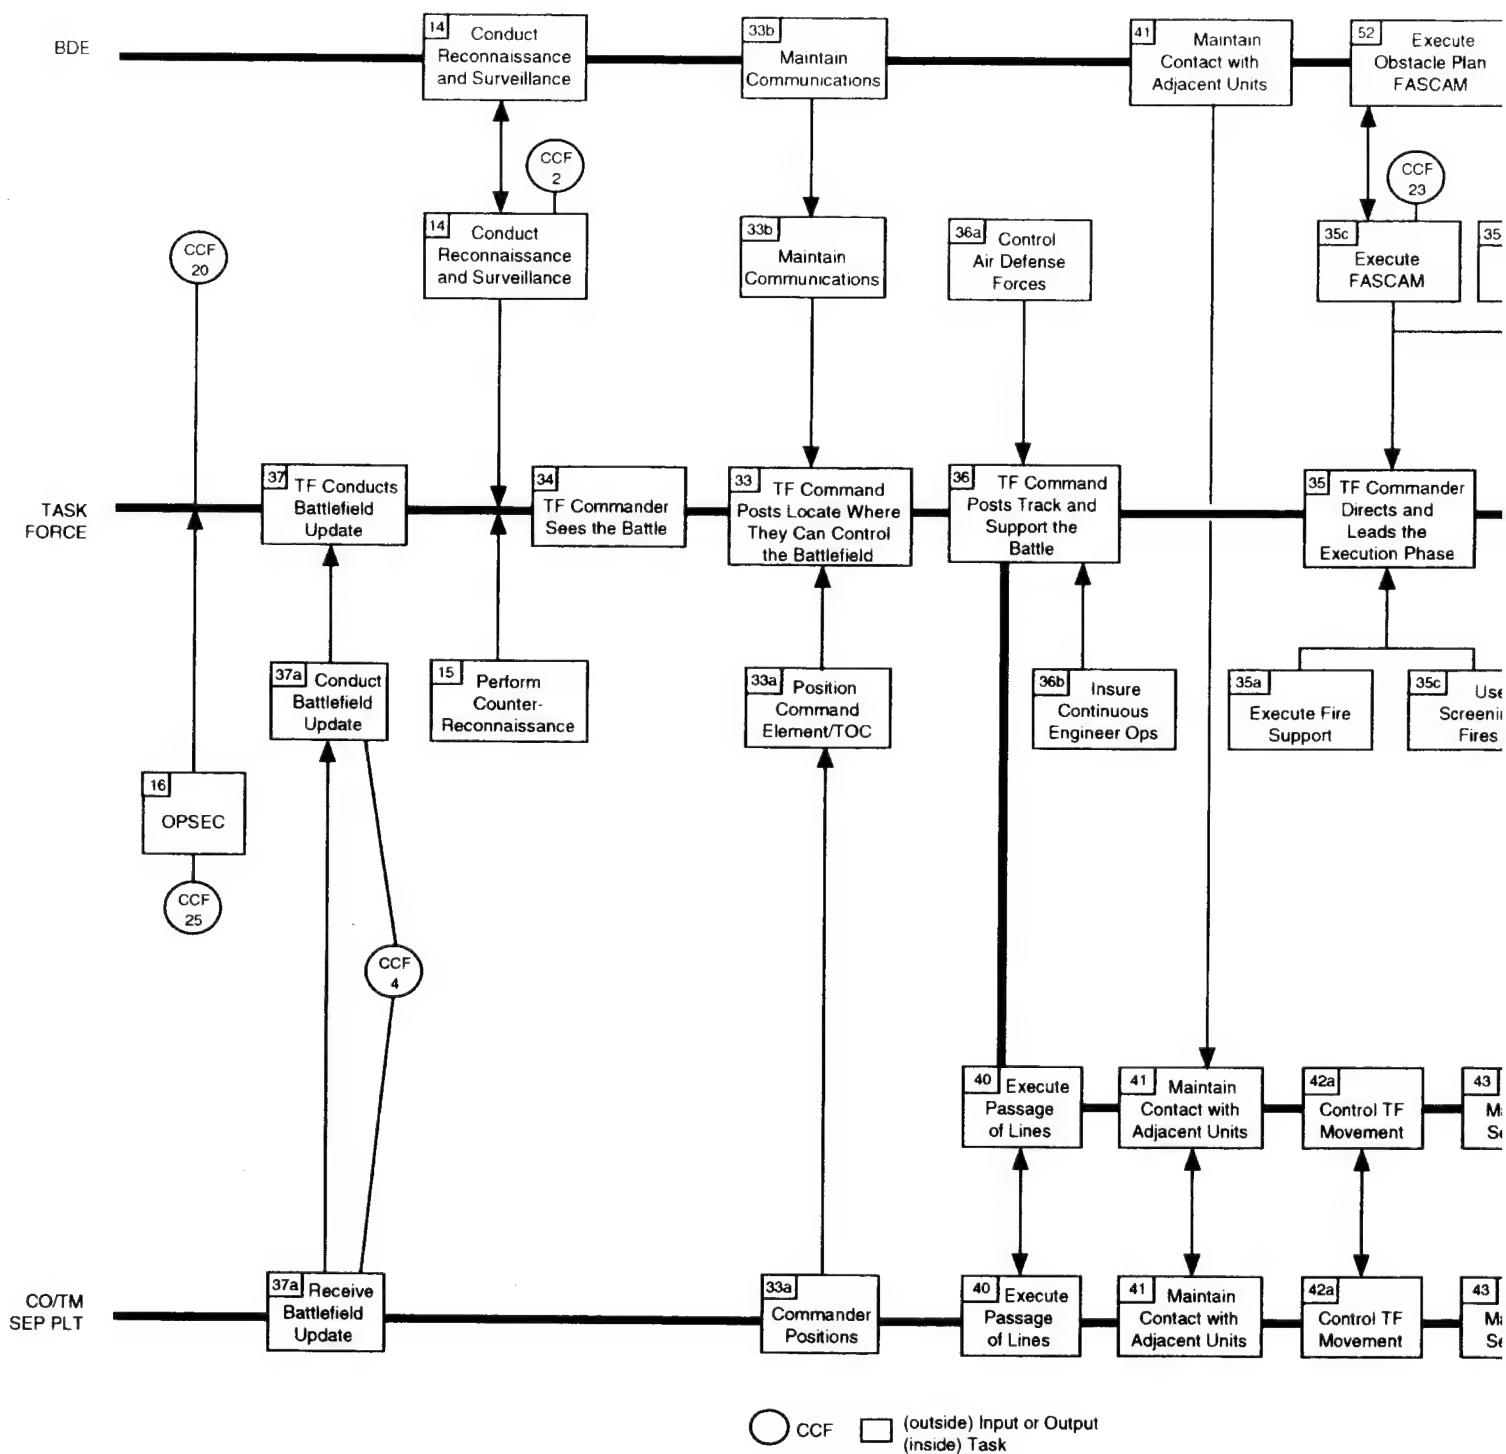 BDE
14
Conduct
Reconnaissance
and Surveillance
33b
Maintain
Communications
41
Maintain
Contact with
Adjacent Units
52
Execute
Obstacle Plan
FASCAM
CCF
2
CCF
23
CCF
20
14
Conduct
Reconnaissance
and Surveillance
33b
Maintain
Communications
36a
Control
Air Defense
Forces
35c
Execute
FASCAM
35
TASK
FORCE
37
TF Conducts
Battlefield
Update
34
TF Commander
Sees the Battle
33
TF Command
Posts Locate Where
They Can Control
the Battlefield
36
TF Command
Posts Track and
Support the
Battle
35
TF Commander
Directs and
Leads the
Execution Phase
37a
Conduct
Battlefield
Update
15
Perform
Counter-
Reconnaissance
33a
Position
Command
Element/TOC
36b
Insure
Continuous
Engineer Ops
35a
Execute Fire
Support
35c
Use
Screeni
Fires
16
OPSEC
CCF
25
CCF
4
40
Execute
Passage
of Lines
41
Maintain
Contact with
Adjacent Units
42a
Control TF
Movement
43
Ma
Se
CO/TM
SEP PLT
37a
Receive
Battlefield
Update
33a
Commander
Positions
40
Execute
Passage
of Lines
41
Maintain
Contact with
Adjacent Units
42a
Control TF
Movement
43
Ma
Se
CCF
(outside) Input or Output
(inside) Task